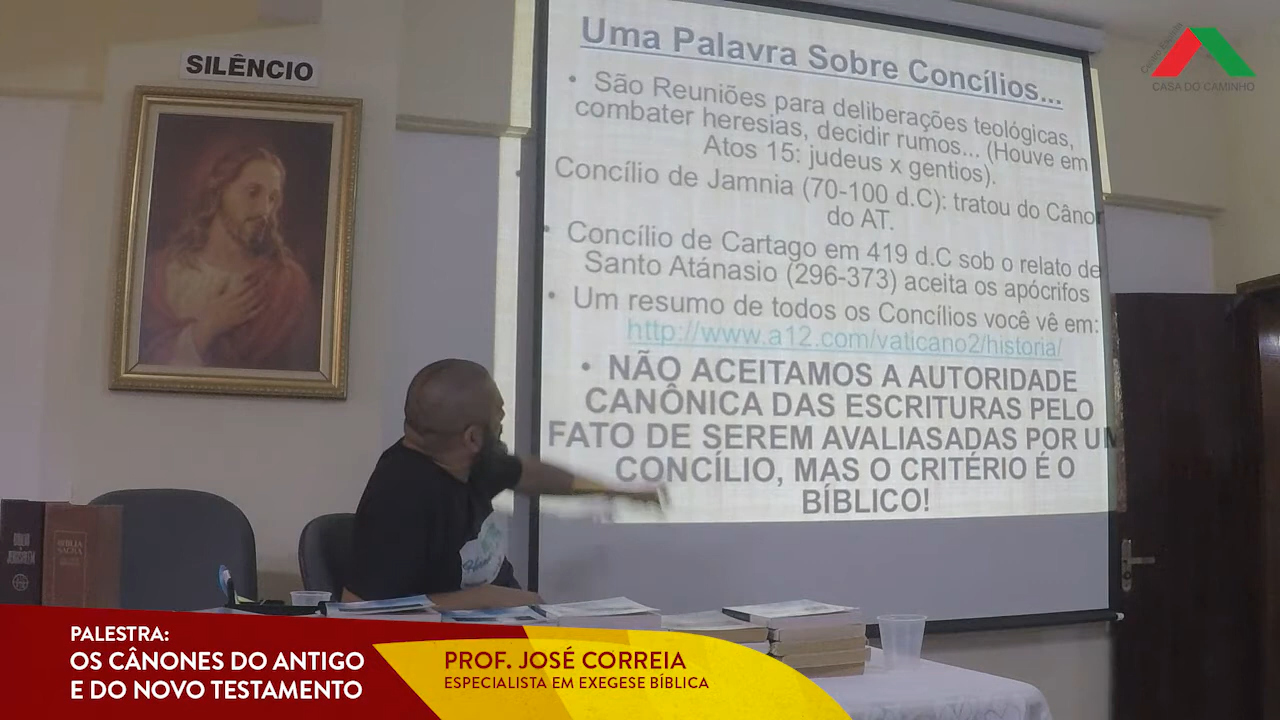 SILÊNCIO
Uma Palavra Sobre Concílios...
• São Reuniões para deliberações teológicas,
combater heresias, decidir rumos... (Houve em
Atos 15: judeus x gentios).
• Concílio de Jamnia (70-100 d.C): tratou do Cânon
do AT.
• Concílio de Cartago em 419 d.C sob o relato de
Santo Atánasio (296-373) aceita os apócrifos
• Um resumo de todos os Concílios você vê em:
http://www.a12.com/vaticano2/historia/
• NÃO ACEITAMOS A AUTORIDADE
CANÔNICA DAS ESCRITURAS PELO
FATO DE SEREM AVALIASADAS POR UM
CONCÍLIO, MAS O CRITÉRIO É O
BÍBLICO!
CASA DO CAMINHO
BÍBLIA
SAGRA
PALESTRA:
OS CÂNONES DO ANTIGO
E DO NOVO TESTAMENTO
PROF. JOSÉ CORREIA
ESPECIALISTA EM EXEGESE BÍBLICA